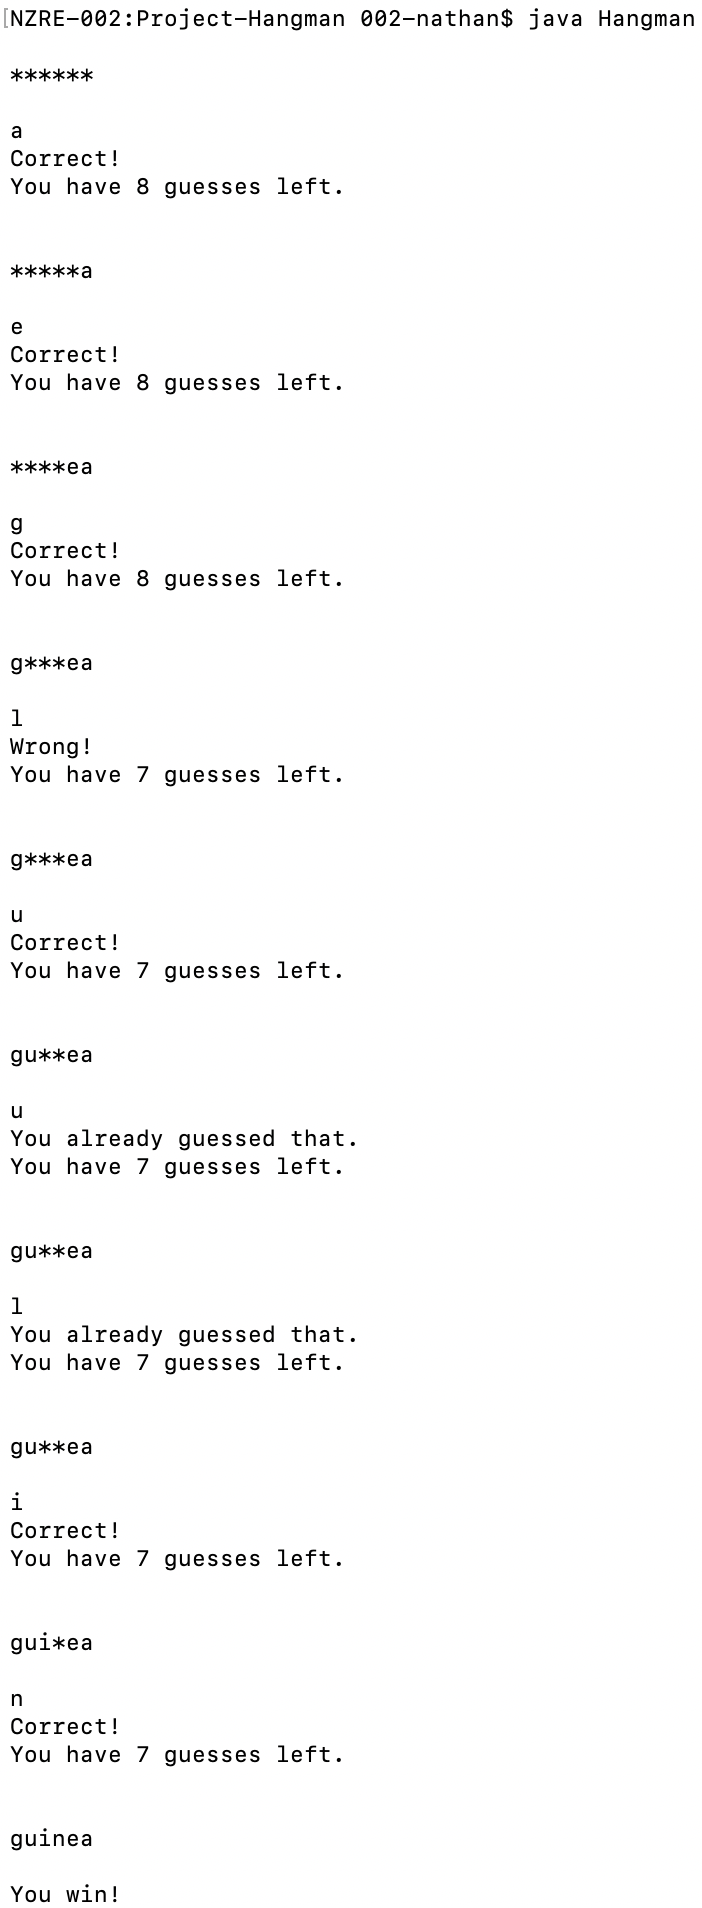 [NZRE-002:Project-Hangman 002-nathan$ java Hangman
******
a
Correct!
You have 8 guesses left.
*****a
e
Correct!
You have 8 guesses left.
****ea
g
Correct!
You have 8 guesses left.
g***ea
l
Wrong!
You have 7 guesses left.
g***ea
u
Correct!
You have 7 guesses left.
gu**ea
u
You already guessed that.
You have 7 guesses left.
gu**ea
l
You already guessed that.
You have 7 guesses left.
gu**ea
i
Correct!
You have 7 guesses left.
gui*ea
n
Correct!
You have 7 guesses left.
guinea
You win!